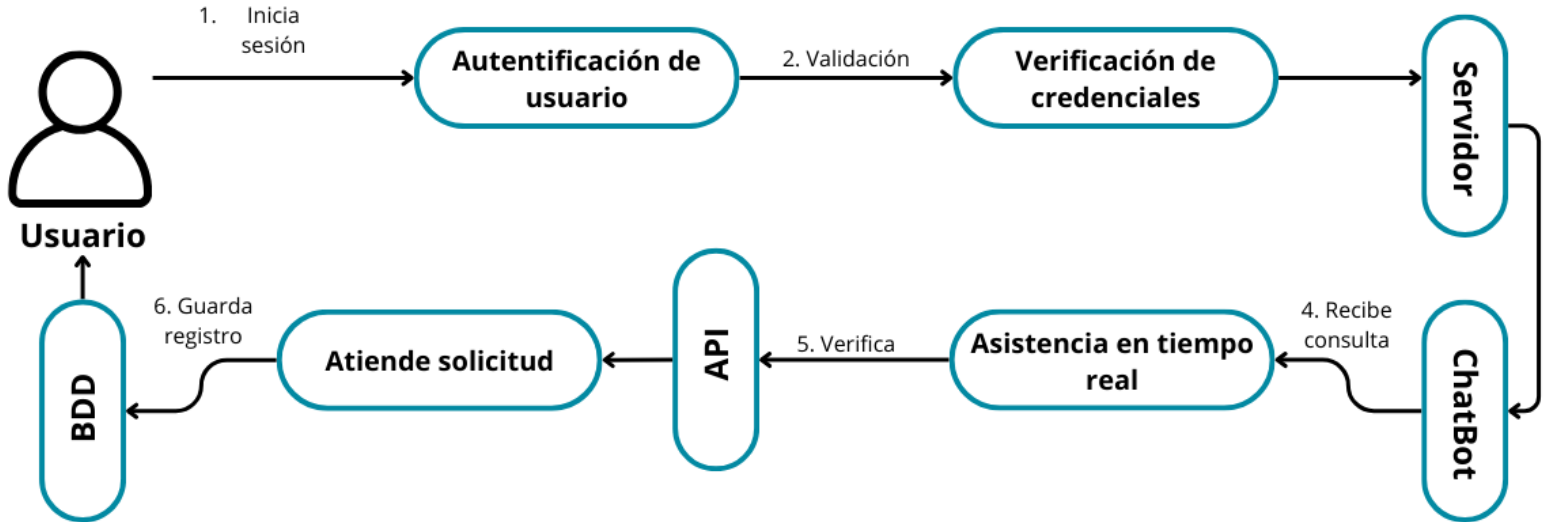 1. Inicia
sesión
Autentificación de
usuario
2. Validación
Verificación de
credenciales
Servidor
Usuario
6. Guarda
registro
BDD
Atiende solicitud
API
5. Verifica
Asistencia en tiempo
real
4. Recibe
consulta
ChatBot